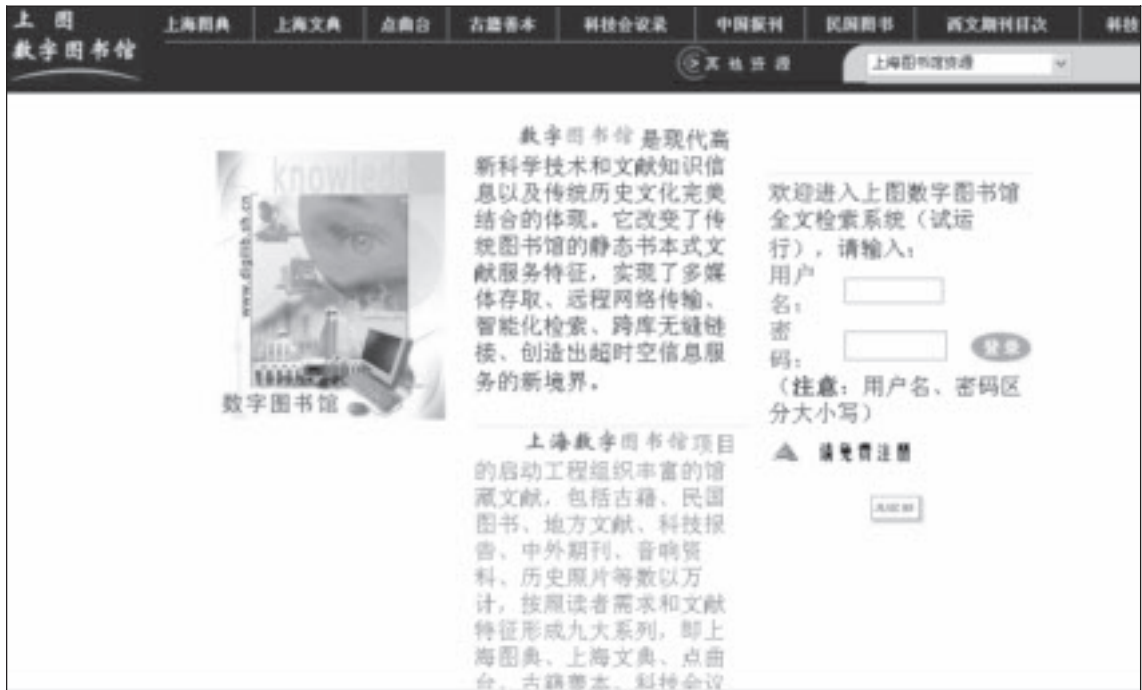 上图
数字图书馆
上海图典 上海文典 点曲台 古籍善本 科技会议录 中国报刊 民国图书 西文期刊目次 科技
其他资源
上海图书馆资源
knowled
数字图书馆
数字图书馆 是现代高
新科学技术和文献知识信
息以及传统历史文化完美
结合的体现。它改变了传
统图书馆的静态书本式文
献服务特征，实现了多媒
体存取、远程网络传输、
智能化检索、跨库无缝链
接、创造出超时空信息服
务的新境界。
上海数字图书馆项目
的启动工程组织丰富的馆
藏文献，包括古籍、民国
图书、地方文献、科技报
告、中外期刊、音响资
料、历史照片等数以万
计，按照读者需求和文献
特征形成九大系列，即上
海图典、上海文典、点曲
台、古籍善本、科技会议
欢迎进入上图数字图书馆
全文检索系统（试运
行），请输入：
用户
名：
密
码：
登录
（注意：用户名、密码区
分大小写）
请免费注册